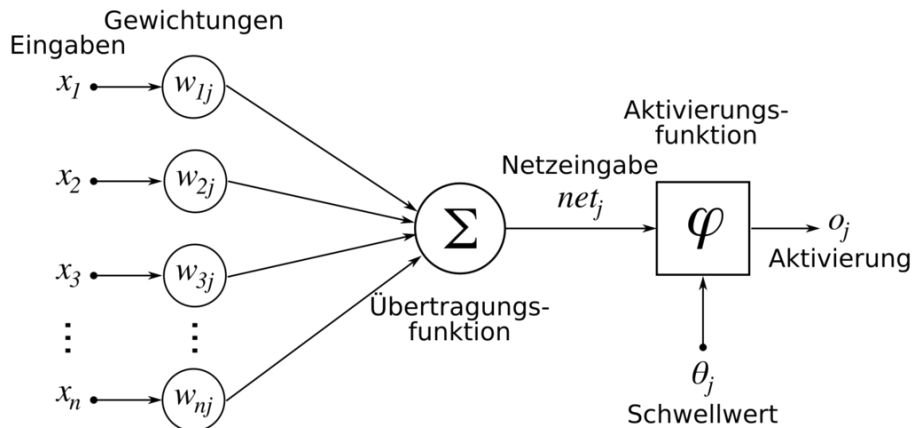 Gewichtungen
Eingaben
x1
w1j
x2
w2j
x3
w3j
⋮ ⋮
xn
wnj
Σ
Übertragungs-
funktion
Netzeingabe
netj
Aktivierungs-
funktion
φ
oj
Aktivierung
θj
Schwellwert